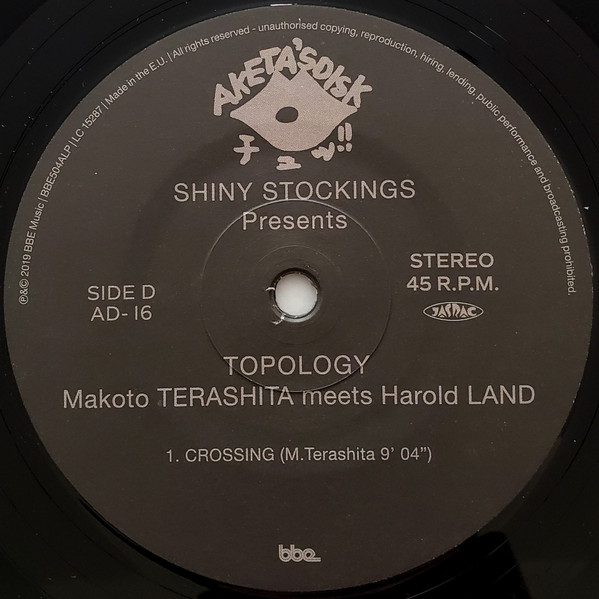 ℗&© 2019 BBE Music | BBE504ALP | LC 15287 | Made in the E.U. | All rights reserved - unauthorised copying, reproduction, hiring, lending, public performance and broadcasting prohibited.
AKETA'S DISK
チュッ!!
SHINY STOCKINGS
Presents
SIDE D
AD-16
STEREO
45 R.P.M.
JASRAC
TOPOLOGY
Makoto TERASHITA meets Harold LAND
1. CROSSING (M.Terashita 9' 04")
bbe